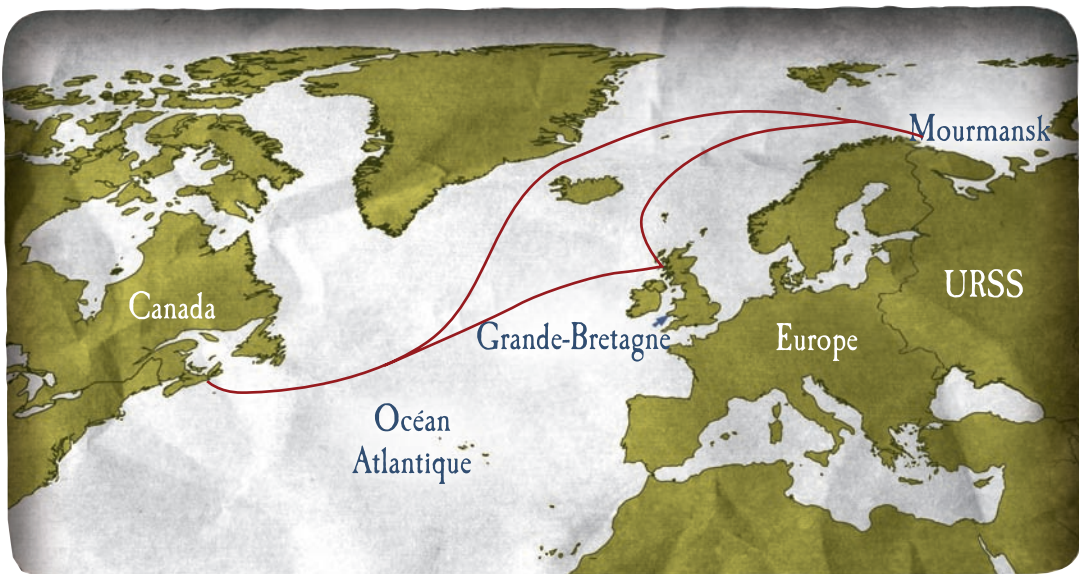 Mourmansk
URSS
Canada
Grande-Bretagne
Europe
Océan
Atlantique